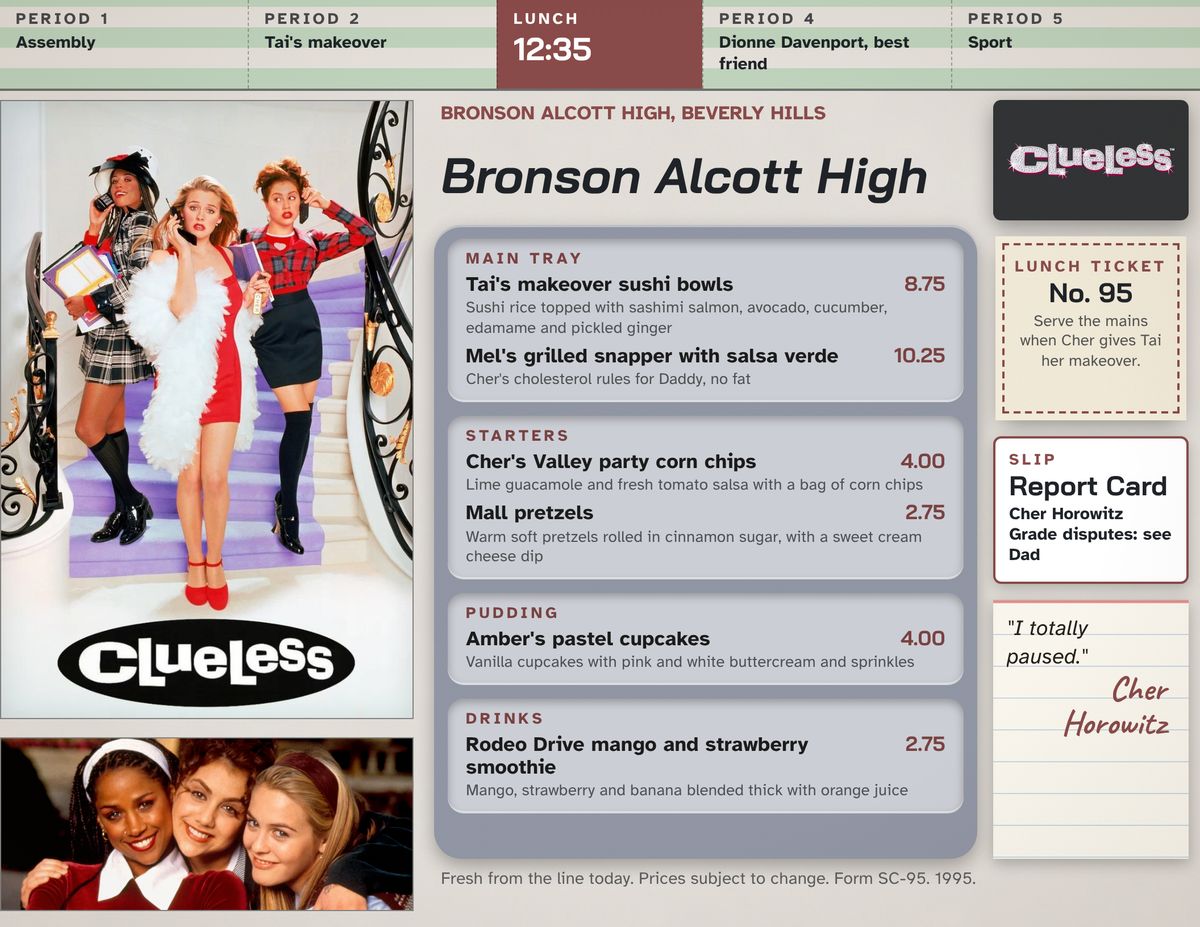 PERIOD 1
Assembly
PERIOD 2
Tai's makeover
LUNCH
12:35
PERIOD 4
Dionne Davenport, best
friend
PERIOD 5
Sport
CLueLess
BRONSON ALCOTT HIGH, BEVERLY HILLS
Bronson Alcott High
MAIN TRAY
Tai's makeover sushi bowls 8.75
Sushi rice topped with sashimi salmon, avocado, cucumber,
edamame and pickled ginger
Mel's grilled snapper with salsa verde 10.25
Cher's cholesterol rules for Daddy, no fat
STARTERS
Cher's Valley party corn chips 4.00
Lime guacamole and fresh tomato salsa with a bag of corn chips
Mall pretzels 2.75
Warm soft pretzels rolled in cinnamon sugar, with a sweet cream
cheese dip
PUDDING
Amber's pastel cupcakes 4.00
Vanilla cupcakes with pink and white buttercream and sprinkles
DRINKS
Rodeo Drive mango and strawberry 2.75
smoothie
Mango, strawberry and banana blended thick with orange juice
Fresh from the line today. Prices subject to change. Form SC-95. 1995.
CLueLess
LUNCH TICKET
No. 95
Serve the mains
when Cher gives Tai
her makeover.
SLIP
Report Card
Cher Horowitz
Grade disputes: see
Dad
"I totally
paused."
Cher
Horowitz